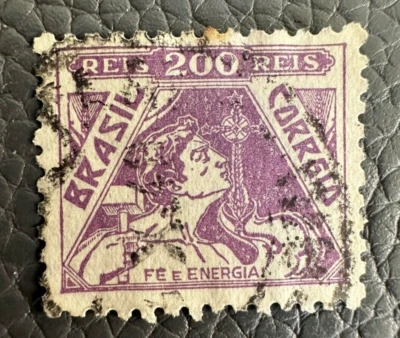 REIS 200 REIS
BRASIL
CORREIO
FÉ E ENERGIA